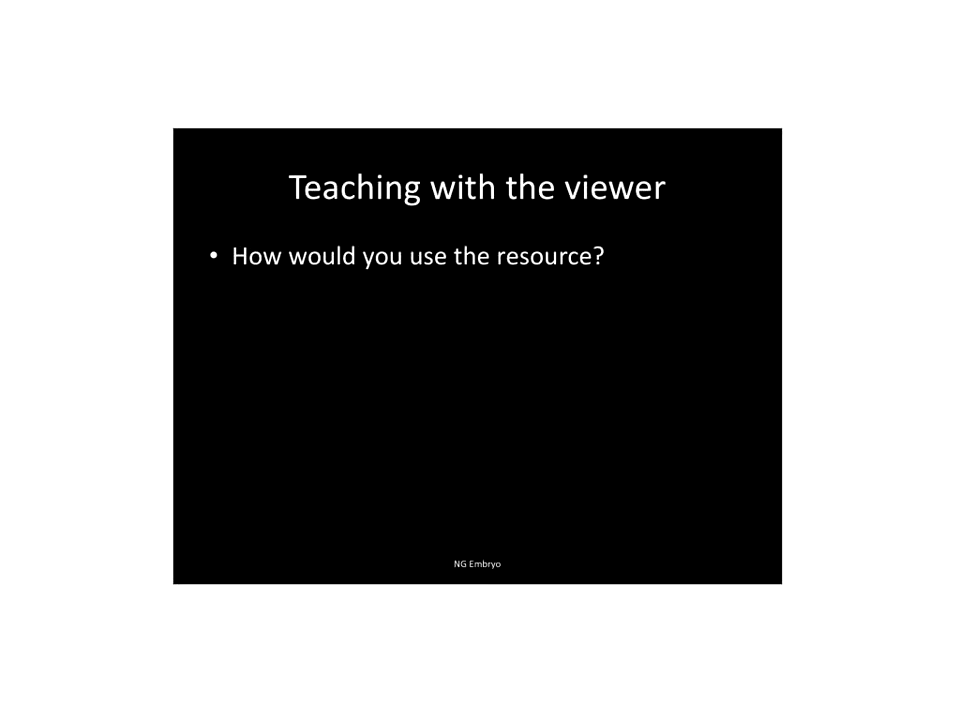 Teaching with the viewer
• How would you use the resource?
NG Embryo